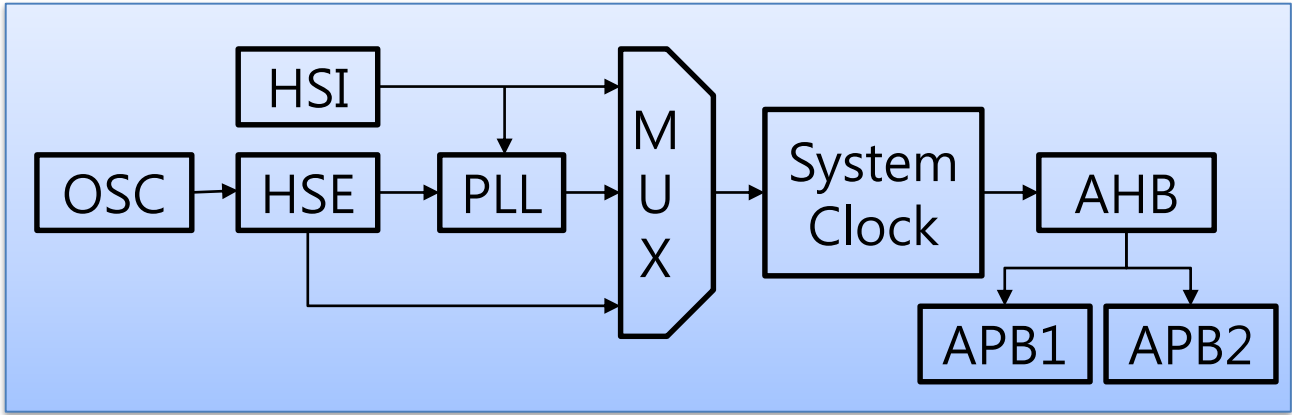 HSI
OSC
HSE
PLL
M
U
X
System
Clock
AHB
APB1
APB2